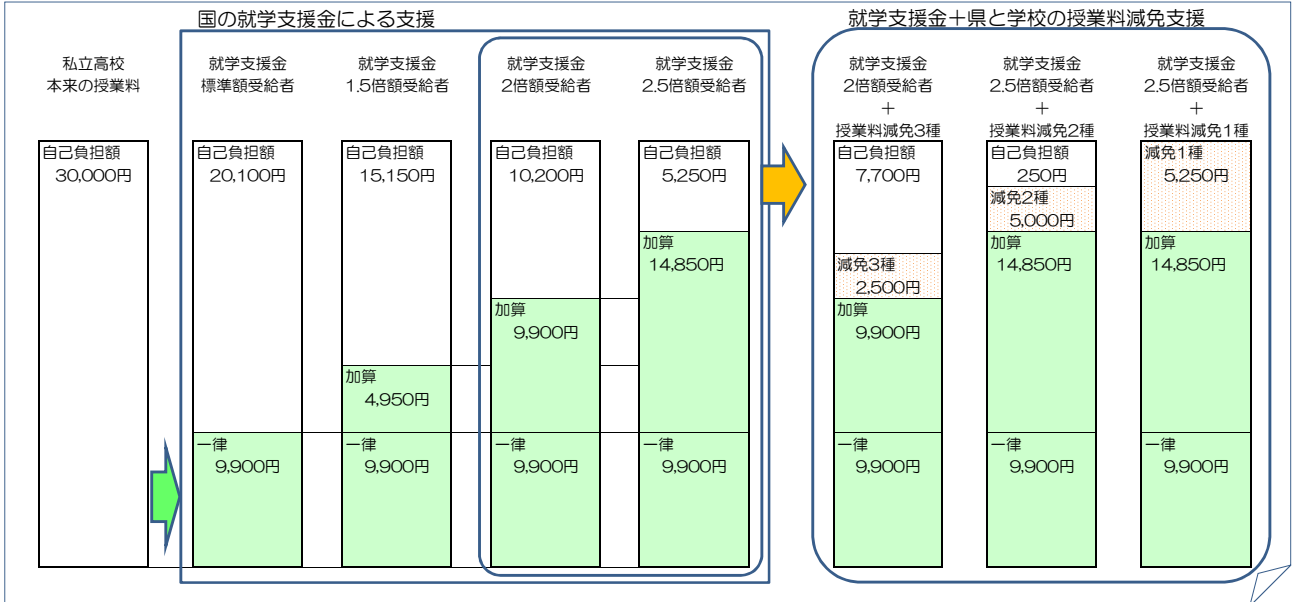 国の就学支援金による支援
就学支援金＋県と学校の授業料減免支援
私立高校
本来の授業料
就学支援金
標準額受給者
就学支援金
1.5倍額受給者
就学支援金
2倍額受給者
就学支援金
2.5倍額受給者
就学支援金
2倍額受給者
＋
授業料減免3種
就学支援金
2.5倍額受給者
＋
授業料減免2種
就学支援金
2.5倍額受給者
＋
授業料減免1種
自己負担額
30,000円
自己負担額
20,100円
一律
9,900円
自己負担額
15,150円
加算
4,950円
一律
9,900円
自己負担額
10,200円
加算
9,900円
一律
9,900円
自己負担額
5,250円
加算
14,850円
一律
9,900円
自己負担額
7,700円
減免3種
2,500円
加算
9,900円
一律
9,900円
自己負担額
250円
減免2種
5,000円
加算
14,850円
一律
9,900円
減免1種
5,250円
加算
14,850円
一律
9,900円